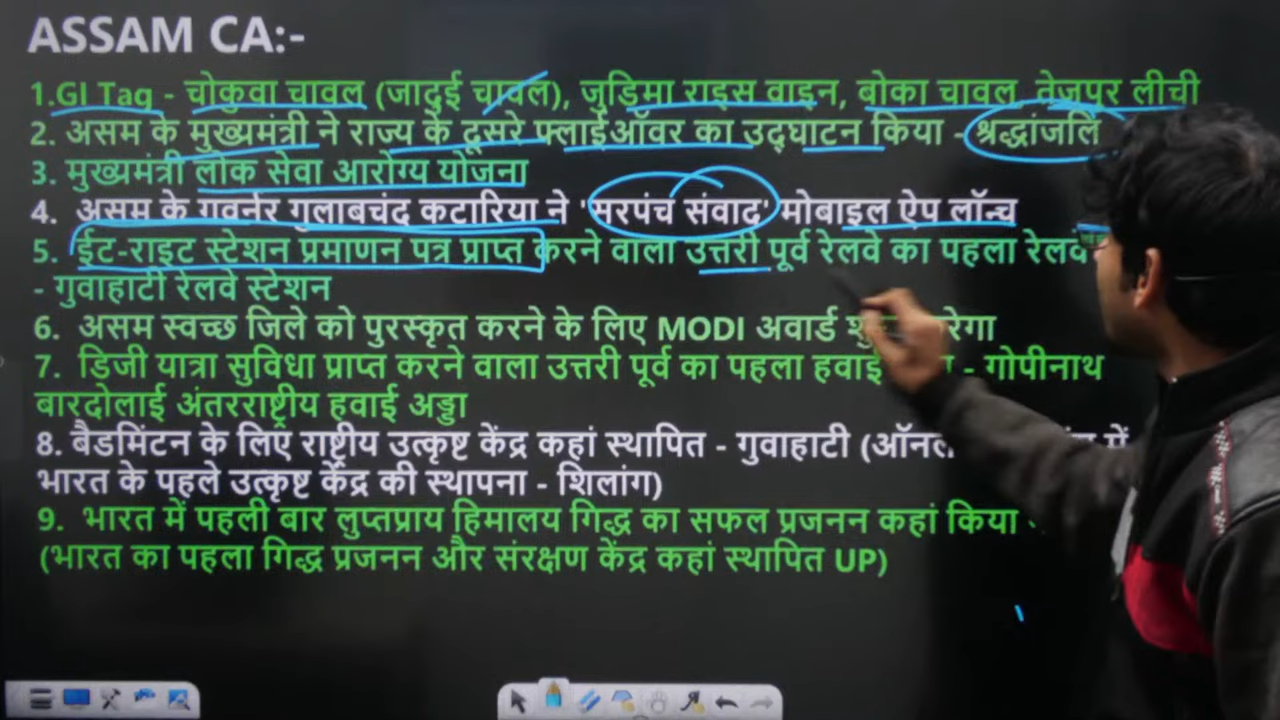 ASSAM CA:-
1.GI Tag - चोकुवा चावल (जादुई चावल), जुडिमा राइस वाइन, बोका चावल, तेजपुर लीची
2. असम के मुख्यमंत्री ने राज्य के दूसरे फ्लाईऑवर का उद्घाटन किया - श्रद्धांजलि
3. मुख्यमंत्री लोक सेवा आरोग्य योजना
4. असम के गवर्नर गुलाबचंद कटारिया ने 'सरपंच संवाद' मोबाइल ऐप लॉन्च
5. ईट-राइट स्टेशन प्रमाणन पत्र प्राप्त करने वाला उत्तरी पूर्व रेलवे का पहला
- गुवाहाटी रेलवे स्टेशन
6. असम स्वच्छ जिले को पुरस्कृत करने के लिए MODI अवार्ड
7. डिजी यात्रा सुविधा प्राप्त करने वाला उत्तरी पूर्व का पहला - गोपीनाथ
बारदोलाई अंतरराष्ट्रीय हवाई अड्डा
8. बैडमिंटन के लिए राष्ट्रीय उत्कृष्ट केंद्र कहां स्थापित - गुवाहाटी में
भारत के पहले उत्कृष्ट केंद्र की स्थापना - शिलांग)
9. भारत में पहली बार लुप्तप्राय हिमालय गिद्ध का सफल प्रजनन कहां किया
(भारत का पहला गिद्ध प्रजनन और संरक्षण केंद्र कहां स्थापित UP)